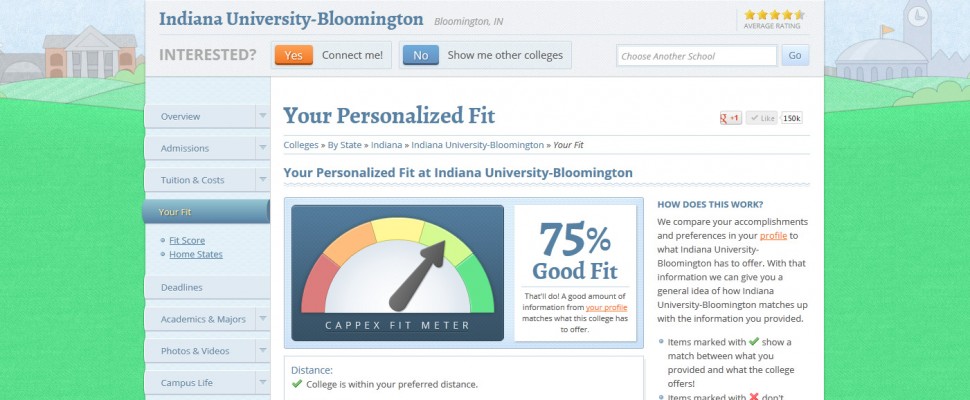 Indiana University-Bloomington Bloomington, IN
AVERAGE RATING
INTERESTED? Yes Connect me! No Show me other colleges Choose Another School Go
Overview
Admissions
Tuition & Costs
Your Fit
Fit Score
Home States
Deadlines
Academics & Majors
Photos & Videos
Campus Life
Your Personalized Fit
g +1 Like 150k
Colleges » By State » Indiana » Indiana University-Bloomington » Your Fit
Your Personalized Fit at Indiana University-Bloomington
CAPPEX FIT METER
75%
Good Fit
That'll do! A good amount of
information from your profile
matches what this college has
to offer.
Distance:
College is within your preferred distance.
HOW DOES THIS WORK?
We compare your accomplishments
and preferences in your profile to
what Indiana University-
Bloomington has to offer. With that
information we can give you a
general idea of how Indiana
University-Bloomington matches up
with the information you provided.
Items marked with ✔ show a
match between what you
provided and what the college
offers!
Items marked with ✖ don't